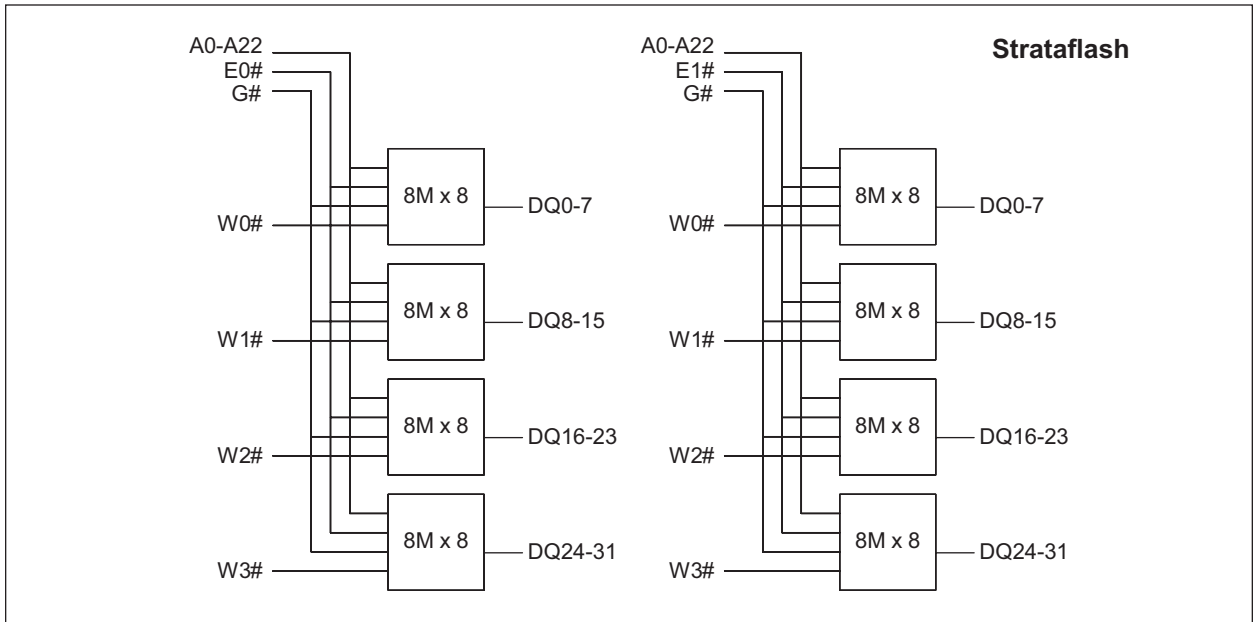 Strataflash
A0-A22
E0#
G#
8M x 8
DQ0-7
W0#
8M x 8
DQ8-15
W1#
8M x 8
DQ16-23
W2#
8M x 8
DQ24-31
W3#
A0-A22
E1#
G#
8M x 8
DQ0-7
W0#
8M x 8
DQ8-15
W1#
8M x 8
DQ16-23
W2#
8M x 8
DQ24-31
W3#